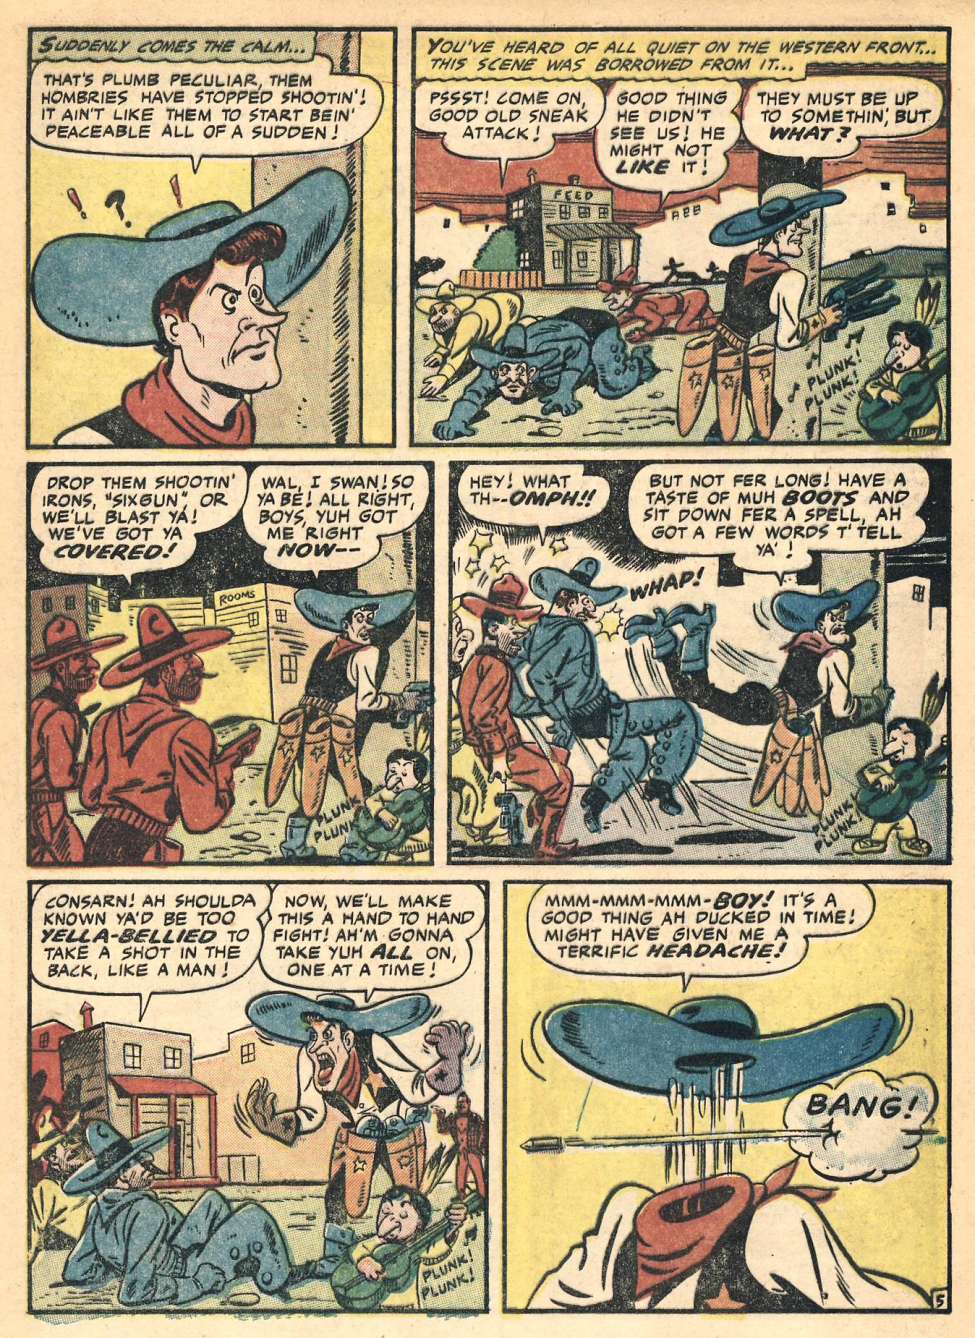 SUDDENLY COMES THE CALM...
THAT'S PLUMB PECULIAR, THEM
HOMBRIES HAVE STOPPED SHOOTIN'!
IT AIN'T LIKE THEM TO START BEIN'
PEACEABLE ALL OF A SUDDEN!
! ? !
YOU'VE HEARD OF ALL QUIET ON THE WESTERN FRONT...
THIS SCENE WAS BORROWED FROM IT...
PSSST! COME ON,
GOOD OLD SNEAK
ATTACK!
GOOD THING
HE DIDN'T
SEE US! HE
MIGHT NOT
LIKE IT!
THEY MUST BE UP
TO SOMETHIN', BUT
WHAT?
FEED
PLUNK!
PLUNK!
DROP THEM SHOOTIN'
IRONS, "SIXGUN", OR
WE'LL BLAST YA!
WE'VE GOT YA
COVERED!
WAL, I SWAN! SO
YA BE! ALL RIGHT,
BOYS, YUH GOT
ME RIGHT
NOW--
ROOMS
PLUNK
PLUNK
HEY! WHAT
TH--OMPH!!
BUT NOT FER LONG! HAVE A
TASTE OF MUH BOOTS AND
SIT DOWN FER A SPELL, AH
GOT A FEW WORDS T' TELL
YA'!
WHAP!
PLUNK
PLUNK!
CONSARN! AH SHOULDA
KNOWN YA'D BE TOO
YELLA-BELLIED TO
TAKE A SHOT IN THE
BACK, LIKE A MAN!
NOW, WE'LL MAKE
THIS A HAND TO HAND
FIGHT! AH'M GONNA
TAKE YUH ALL ON,
ONE AT A TIME!
PLUNK!
PLUNK!
MMM-MMM-MMM-BOY! IT'S A
GOOD THING AH DUCKED IN TIME!
MIGHT HAVE GIVEN ME A
TERRIFIC HEADACHE!
BANG!
5